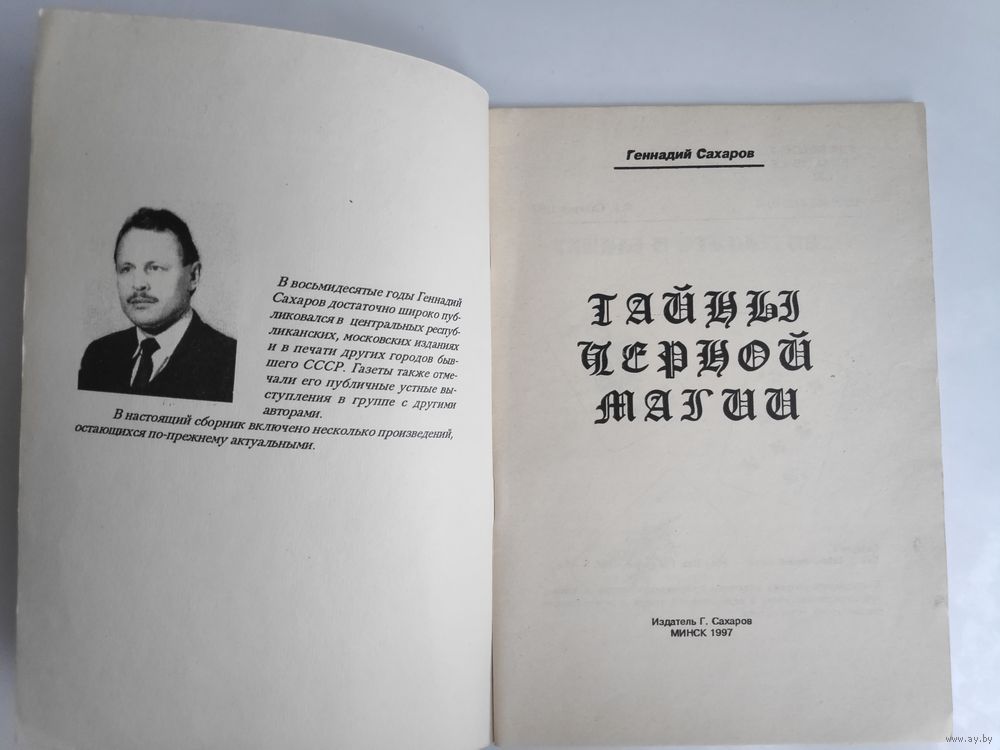 В восьмидесятые годы Геннадий
Сахаров достаточно широко пуб-
ликовался в центральных респуб-
ликанских, московских изданиях
и в печати других городов быв-
шего СССР. Газеты также отме-
чали его публичные устные вы-
ступления в группе с другими
авторами.
В настоящий сборник включено несколько произведений,
остающихся по-прежнему актуальными.
Геннадий Сахаров
ТАЙНЫ
ЧЕРНОЙ
МАГИИ
Издатель Г. Сахаров
МИНСК 1997
www.ay.by